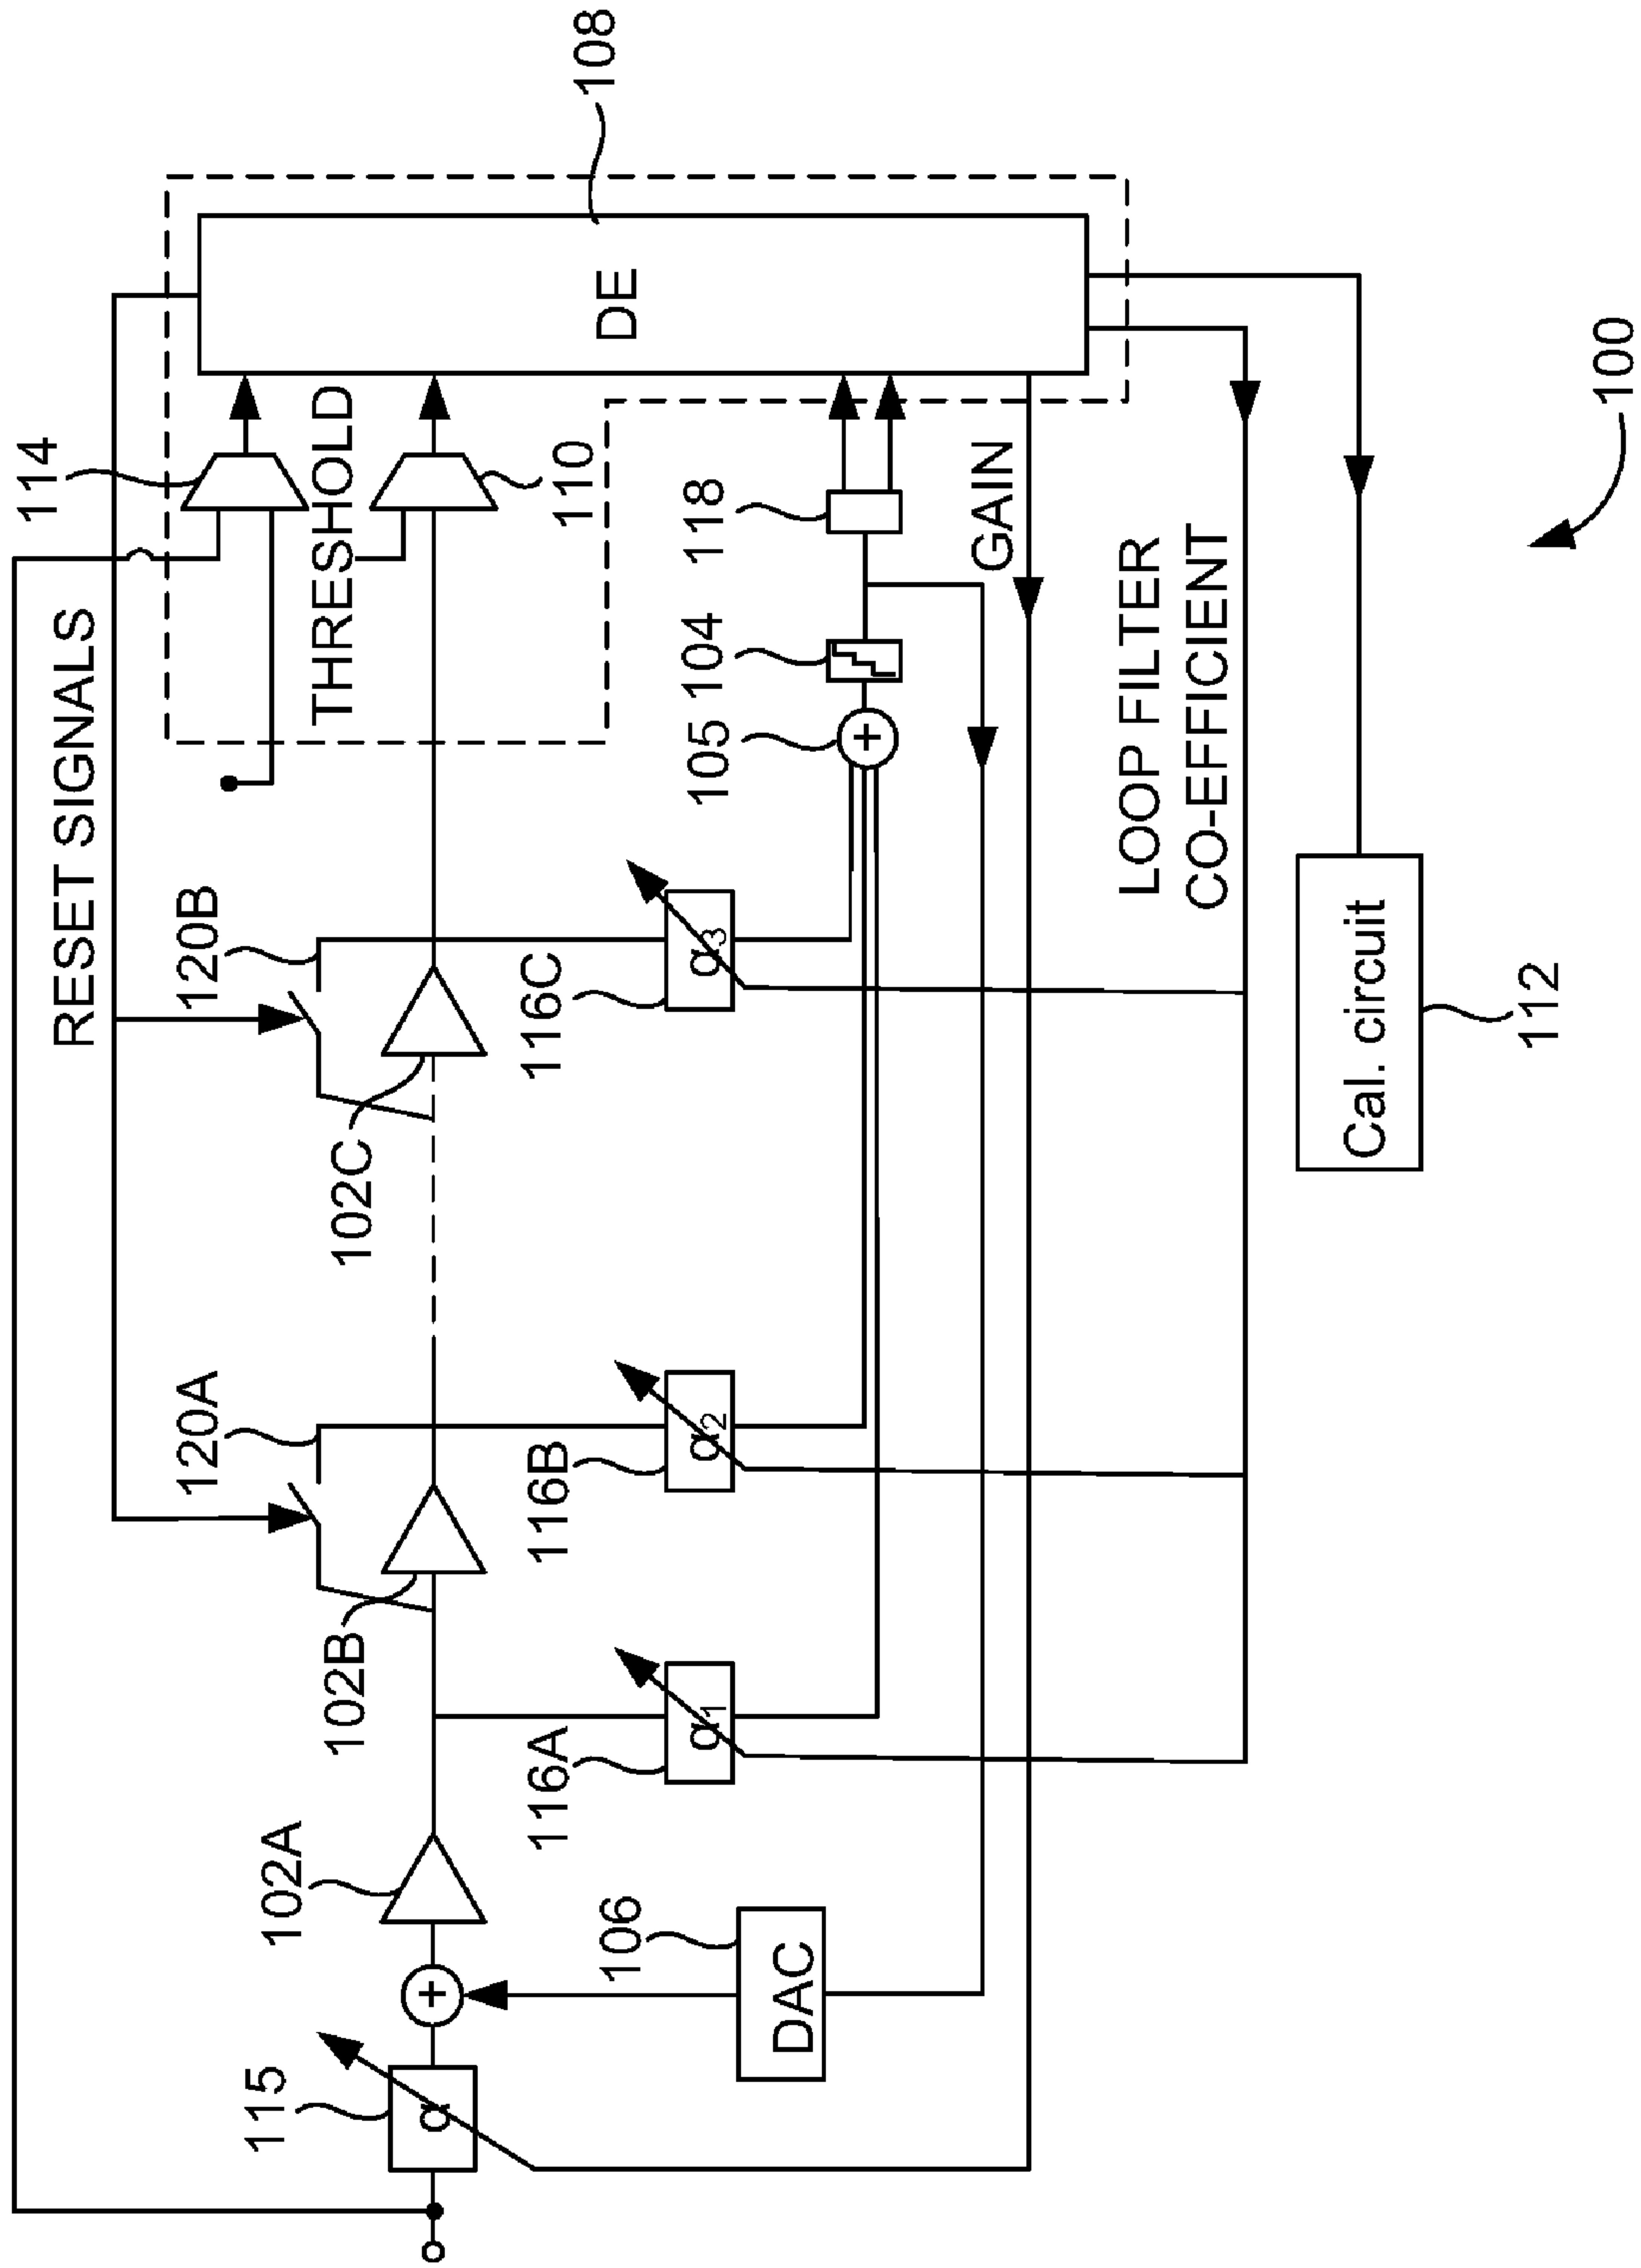 RESET SIGNALS
114
THRESHOLD
110
DE
108
120A
120B
102A
102B
102C
115
α
+
106
DAC
116A
α1
116B
α2
116C
α3
105
+
104
118
GAIN
LOOP FILTER
CO-EFFICIENT
Cal. circuit
112
100